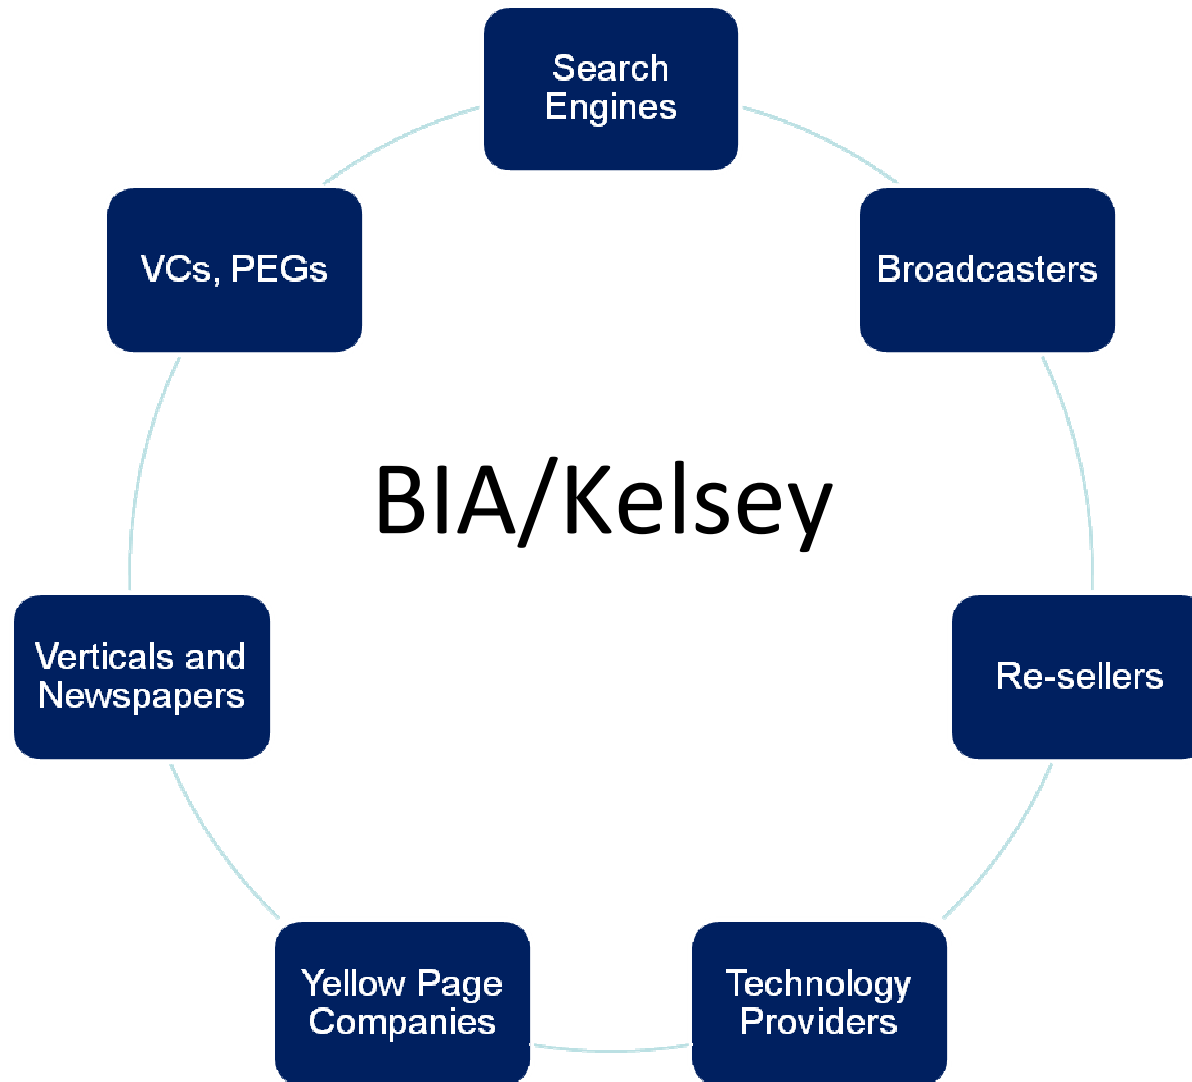 Search
Engines
VCs, PEGs
Broadcasters
BIA/Kelsey
Verticals and
Newspapers
Re-sellers
Yellow Page
Companies
Technology
Providers